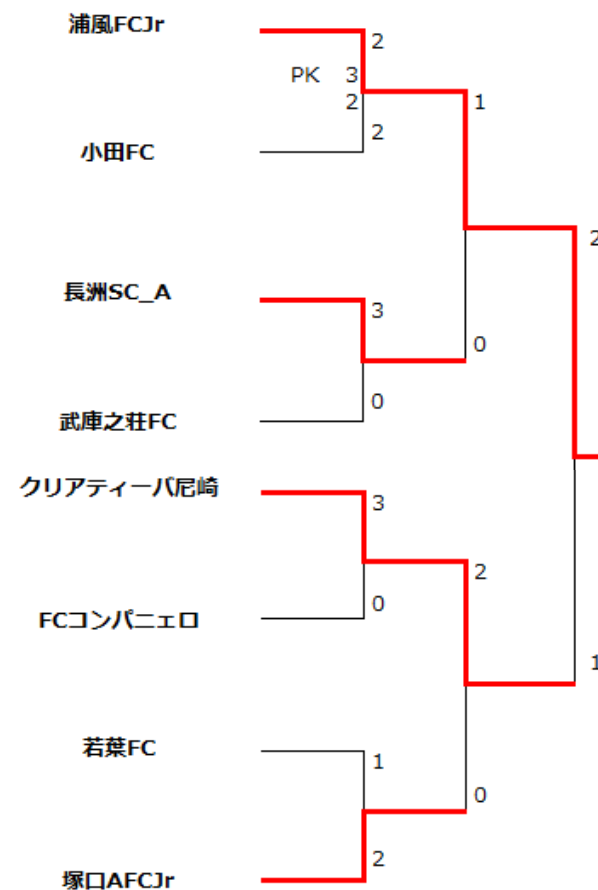 浦風FCJr
2
PK 3
2
1
2
小田FC
2
長洲SC_A
3
0
0
武庫之荘FC
クリアティーバ尼崎
3
2
0
FCコンパニェロ
1
若葉FC
1
0
2
塚口AFCJr